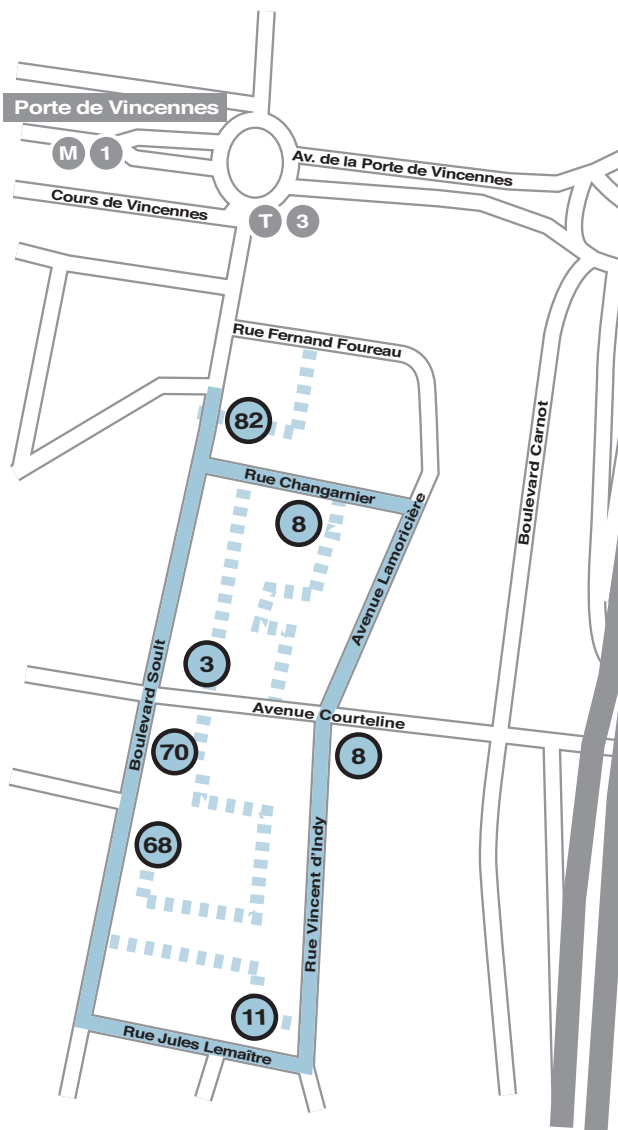 Porte de Vincennes
M 1
Av. de la Porte de Vincennes
Cours de Vincennes
T 3
Rue Fernand Foureau
82
Boulevard Carnot
Rue Changarnier
8
Avenue Lamoricière
3
Boulevard Soult
Avenue Courteline
70
8
68
Rue Vincent d'Indy
11
Rue Jules Lemaître